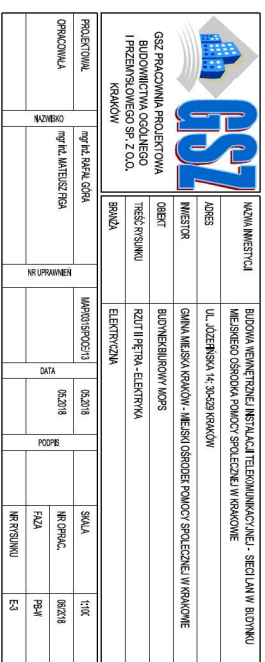 GSZ
GSZ PRACOWNIA PROJEKTOWA
BUDOWNICTWA OGÓLNEGO
I PRZEMYSŁOWEGO SP. Z O.O.
KRAKÓW
NAZWA INWESTYCJI
BUDOWA WEWNĘTRZNEJ INSTALACJI TELEKOMUNIKACYJNEJ - SIECI LAN W BUDYNKU
MIEJSKIEGO OŚRODKA POMOCY SPOŁECZNEJ W KRAKOWIE
ADRES
UL. JÓZEFIŃSKA 14; 30-529 KRAKÓW
INWESTOR
GMINA MIEJSKA KRAKÓW - MIEJSKI OŚRODEK POMOCY SPOŁECZNEJ W KRAKOWIE
OBIEKT
BUDYNEK BIUROWY MOPS
TREŚĆ RYSUNKU
RZUT II PIĘTRA - ELEKTRYKA
BRANŻA
ELEKTRYCZNA
NAZWISKO
NR UPRAWNIEŃ
DATA
PODPIS
PROJEKTOWAŁ
mgr inż. RAFAŁ GÓRA
MAP/0315/POOE/13
05.2018
SKALA
1:100
OPRACOWAŁA
mgr inż. MATEUSZ FIGA
05.2018
NR OPRAC.
08/2018
FAZA
PB-W
NR RYSUNKU
E-3